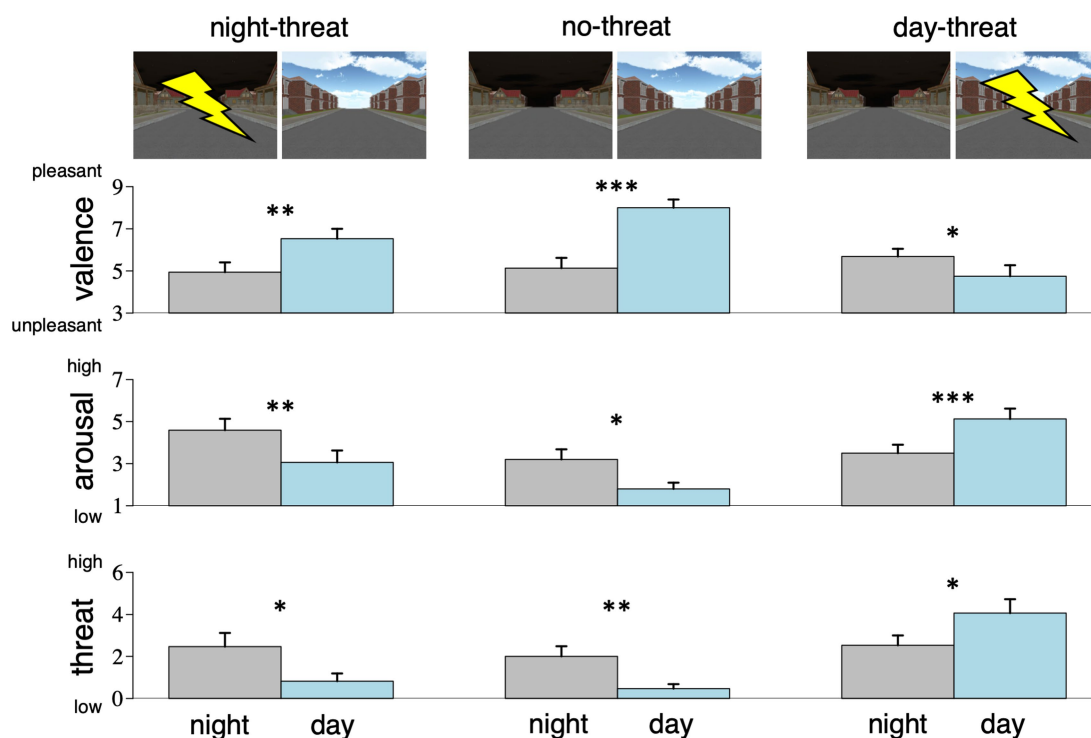 night-threat no-threat day-threat
pleasant
valence
9
7
5
3
** *** *
unpleasant
high
arousal
7
5
3
1
** * ***
low
high
threat
6
4
2
0
* ** *
low
night day night day night day